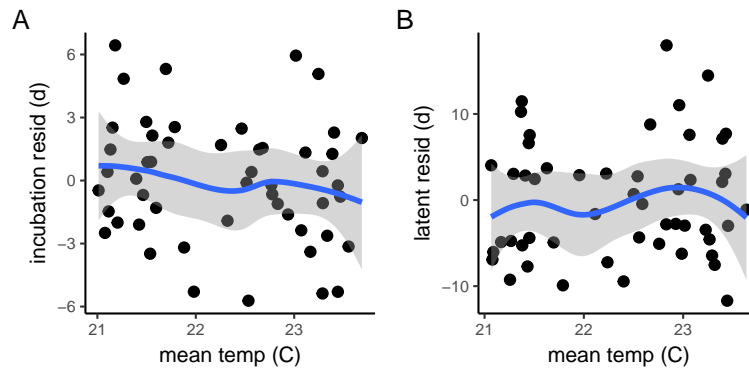 A
incubation resid (d)
6
3
0
−3
−6
21
22
23
mean temp (C)
B
latent resid (d)
10
0
−10
21
22
23
mean temp (C)